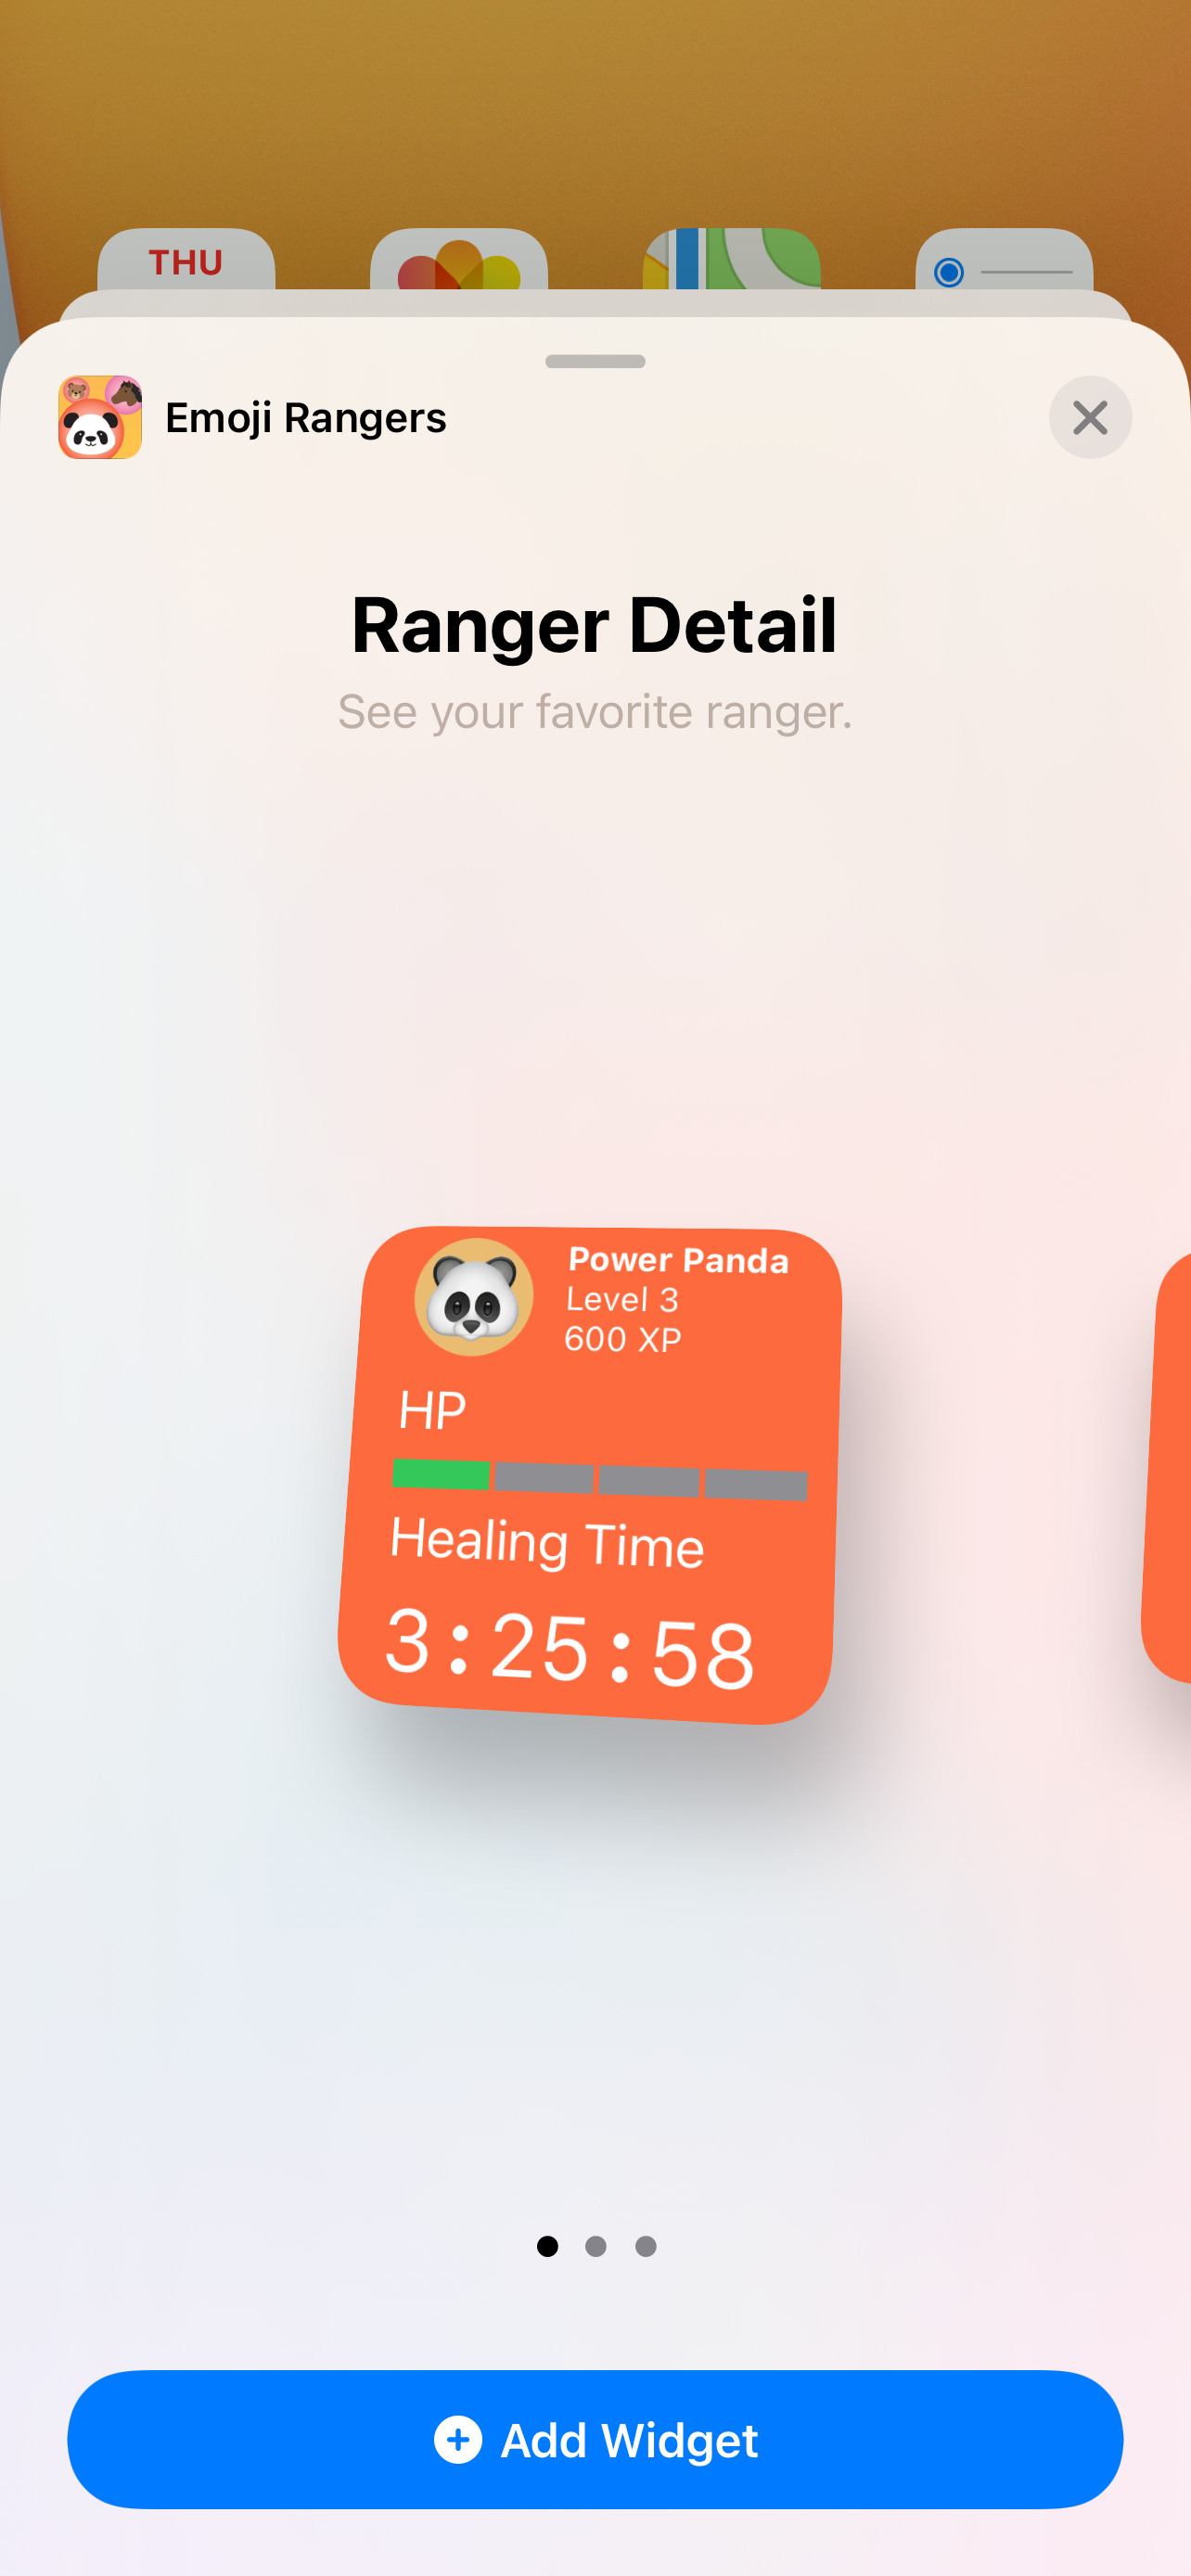 THU
Emoji Rangers
Ranger Detail
See your favorite ranger.
Power Panda
Level 3
600 XP
HP
Healing Time
3:25:58
Add Widget